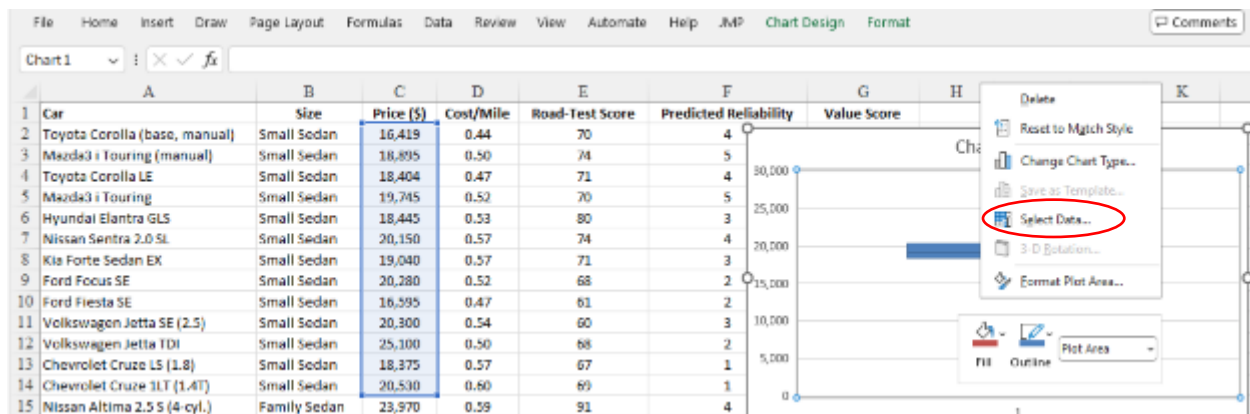 File Home Insert Draw Page Layout Formulas Data Review View Automate Help JMP Chart Design Format Comments
Chart 1 fx
A B C D E F G H K
1 Car Size Price ($) Cost/Mile Road-Test Score Predicted Reliability Value Score
2 Toyota Corolla (base, manual) Small Sedan 16,419 0.44 70 4
3 Mazda3 i Touring (manual) Small Sedan 18,895 0.50 74 5
4 Toyota Corolla LE Small Sedan 18,404 0.47 71 4
5 Mazda3 i Touring Small Sedan 19,745 0.52 70 5
6 Hyundai Elantra GLS Small Sedan 18,445 0.53 80 3
7 Nissan Sentra 2.0 SL Small Sedan 20,150 0.57 74 4
8 Kia Forte Sedan EX Small Sedan 19,040 0.57 71 3
9 Ford Focus SE Small Sedan 20,280 0.52 68 2
10 Ford Fiesta SE Small Sedan 16,595 0.47 61 2
11 Volkswagen Jetta SE (2.5) Small Sedan 20,300 0.54 60 3
12 Volkswagen Jetta TDI Small Sedan 25,100 0.50 68 2
13 Chevrolet Cruze LS (1.8) Small Sedan 18,375 0.57 67 1
14 Chevrolet Cruze 1LT (1.4T) Small Sedan 20,530 0.60 69 1
15 Nissan Altima 2.5 S (4-cyl.) Family Sedan 23,970 0.59 91 4
Cha
30,000
25,000
20,000
15,000
10,000
5,000
0
1
Delete
Reset to Match Style
Change Chart Type...
Save as Template...
Select Data...
3-D Rotation...
Format Plot Area...
Fill Outline Plot Area